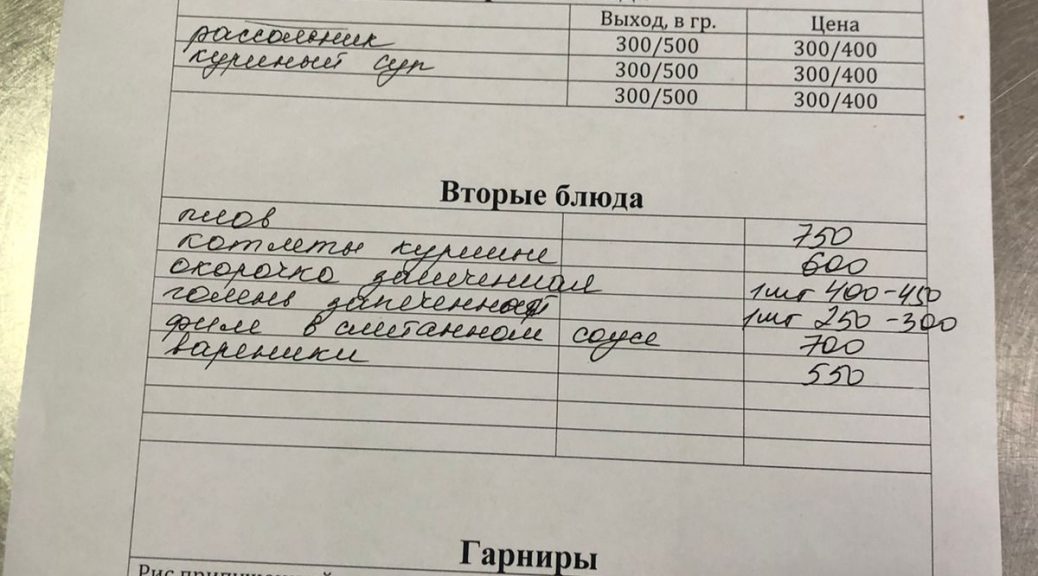 Выход, в гр. Цена
рассольник 300/500 300/400
куриный суп 300/500 300/400
300/500 300/400
Вторые блюда
плов 750
котлеты куриные 600
окорочка запеченная 1шт 400-450
голень запеченная 1шт 250-300
филе в сметанном соусе 700
вареники 550
Гарниры
Рис